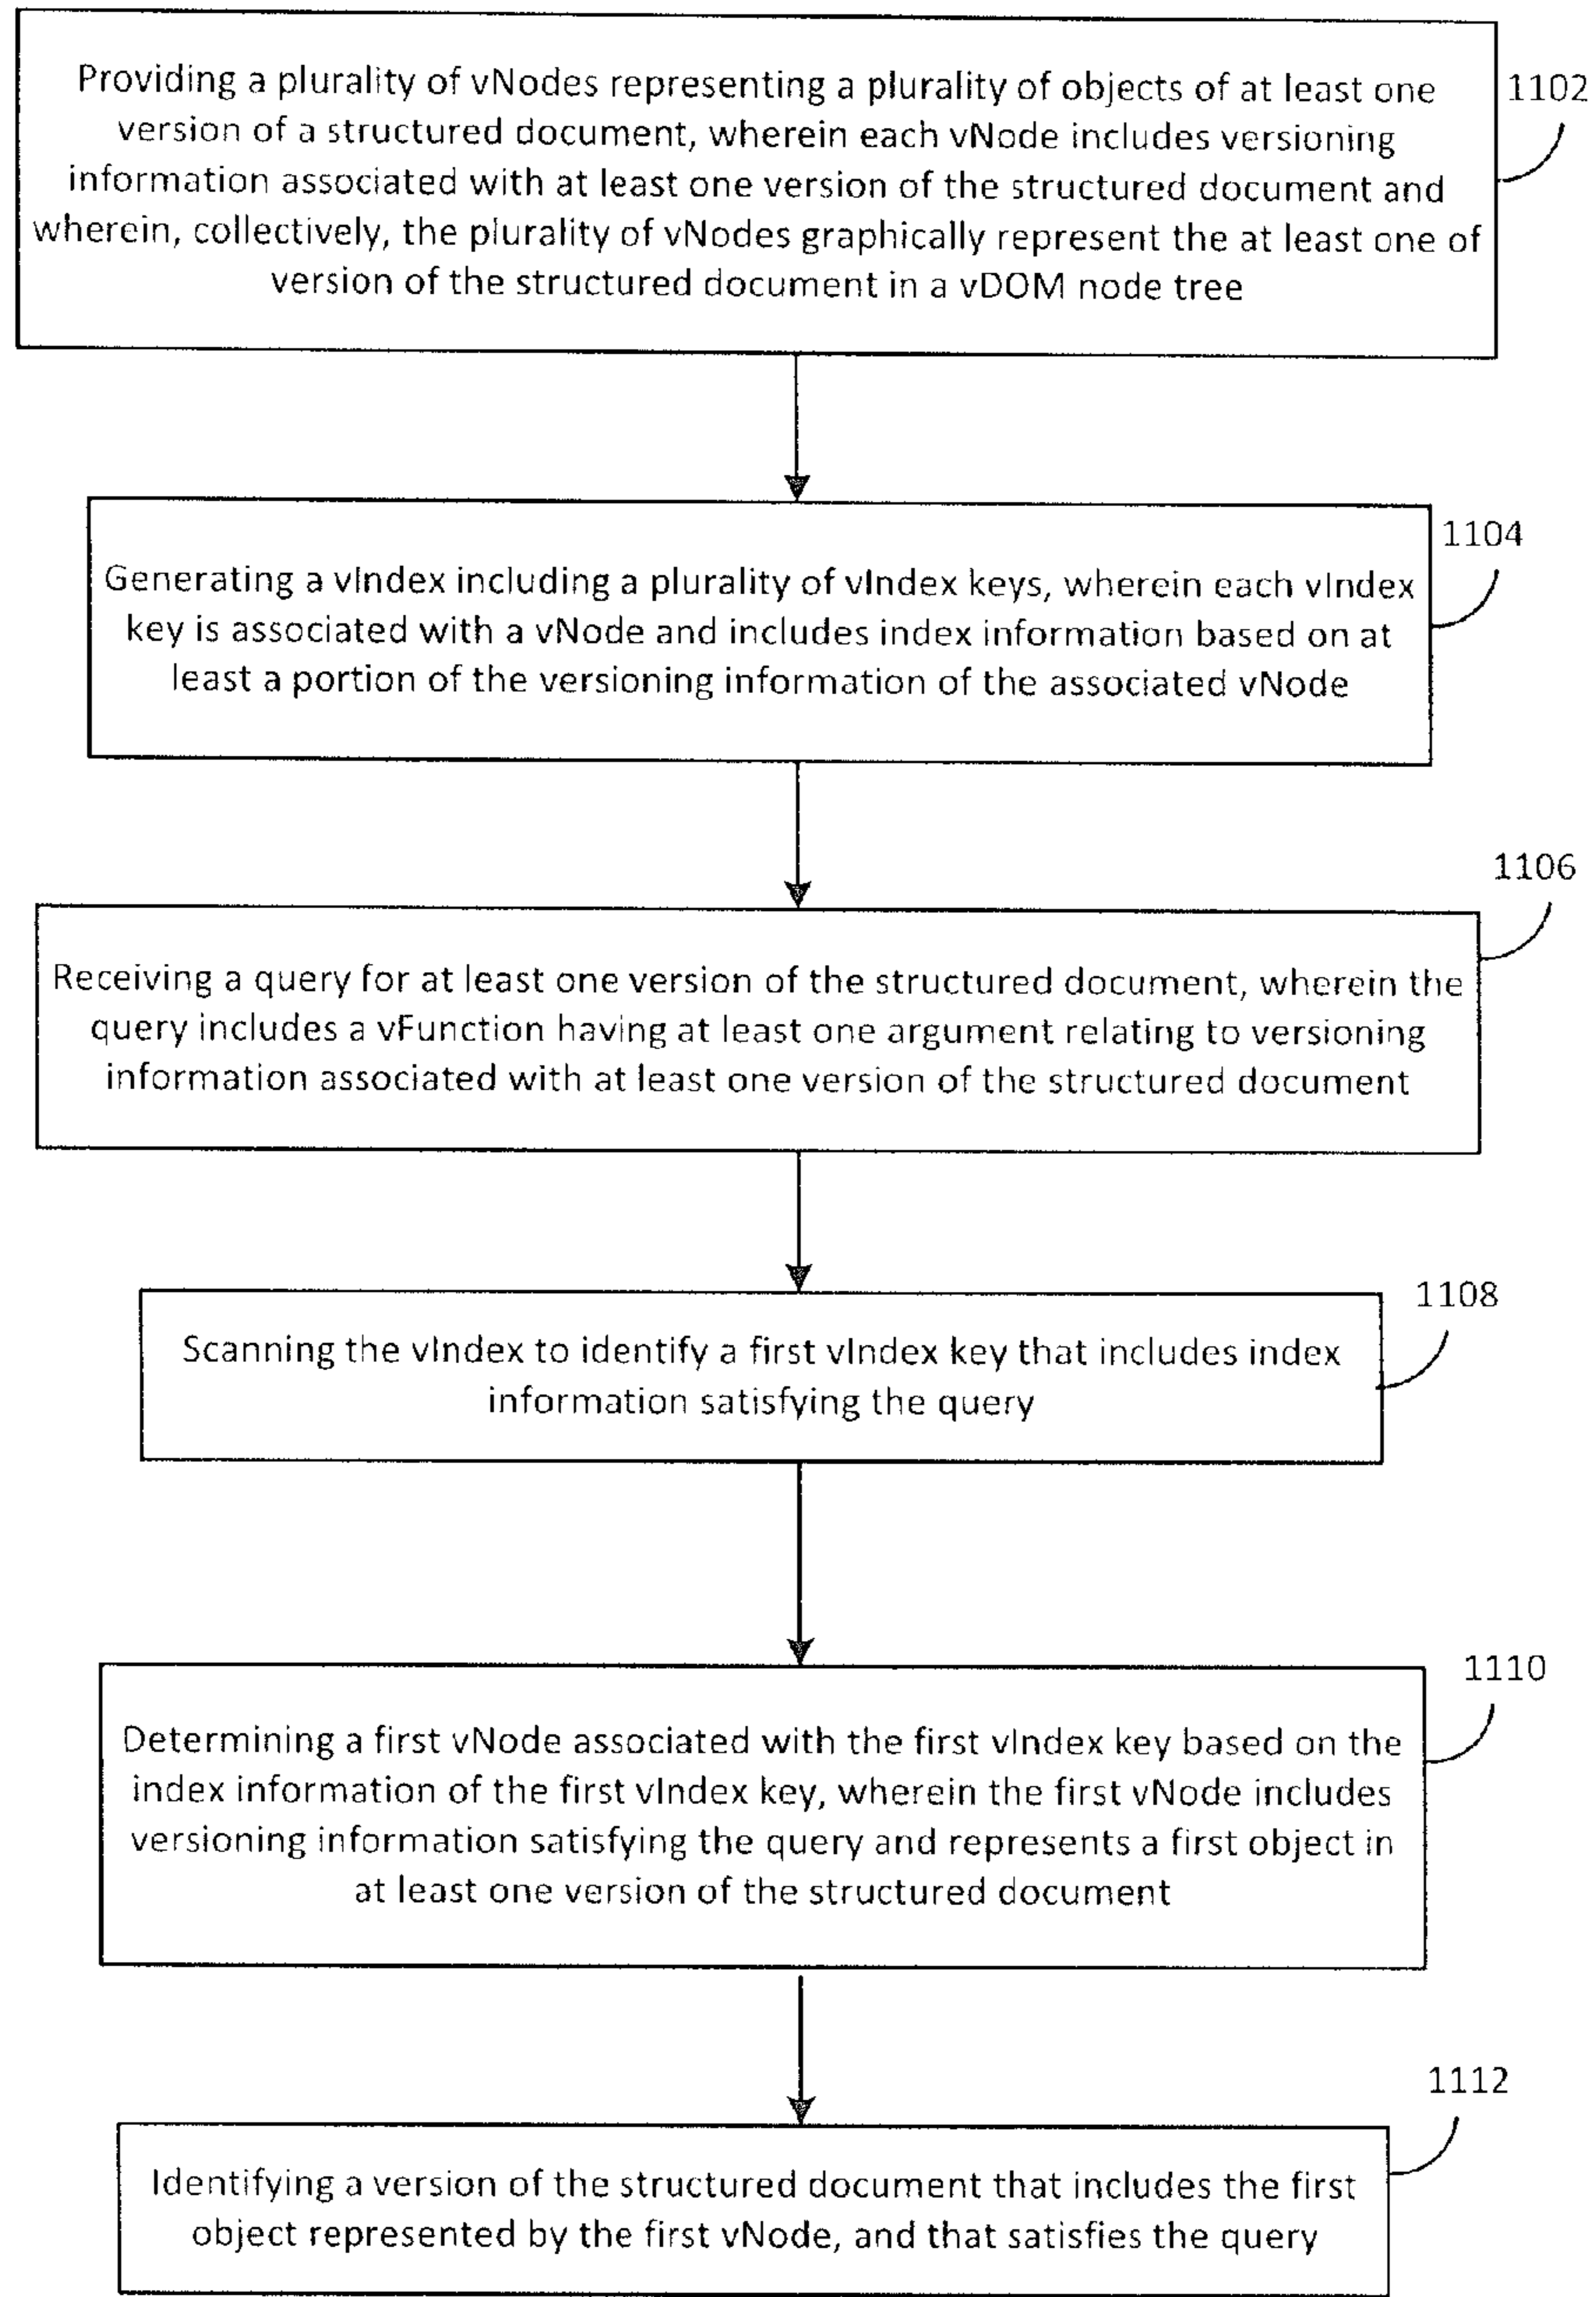 Providing a plurality of vNodes representing a plurality of objects of at least one
version of a structured document, wherein each vNode includes versioning
information associated with at least one version of the structured document and
wherein, collectively, the plurality of vNodes graphically represent the at least one of
version of the structured document in a vDOM node tree
1102
1104
Generating a vIndex including a plurality of vIndex keys, wherein each vIndex
key is associated with a vNode and includes index information based on at
least a portion of the versioning information of the associated vNode
1106
Receiving a query for at least one version of the structured document, wherein the
query includes a vFunction having at least one argument relating to versioning
information associated with at least one version of the structured document
1108
Scanning the vIndex to identify a first vIndex key that includes index
information satisfying the query
1110
Determining a first vNode associated with the first vIndex key based on the
index information of the first vIndex key, wherein the first vNode includes
versioning information satisfying the query and represents a first object in
at least one version of the structured document
1112
Identifying a version of the structured document that includes the first
object represented by the first vNode, and that satisfies the query